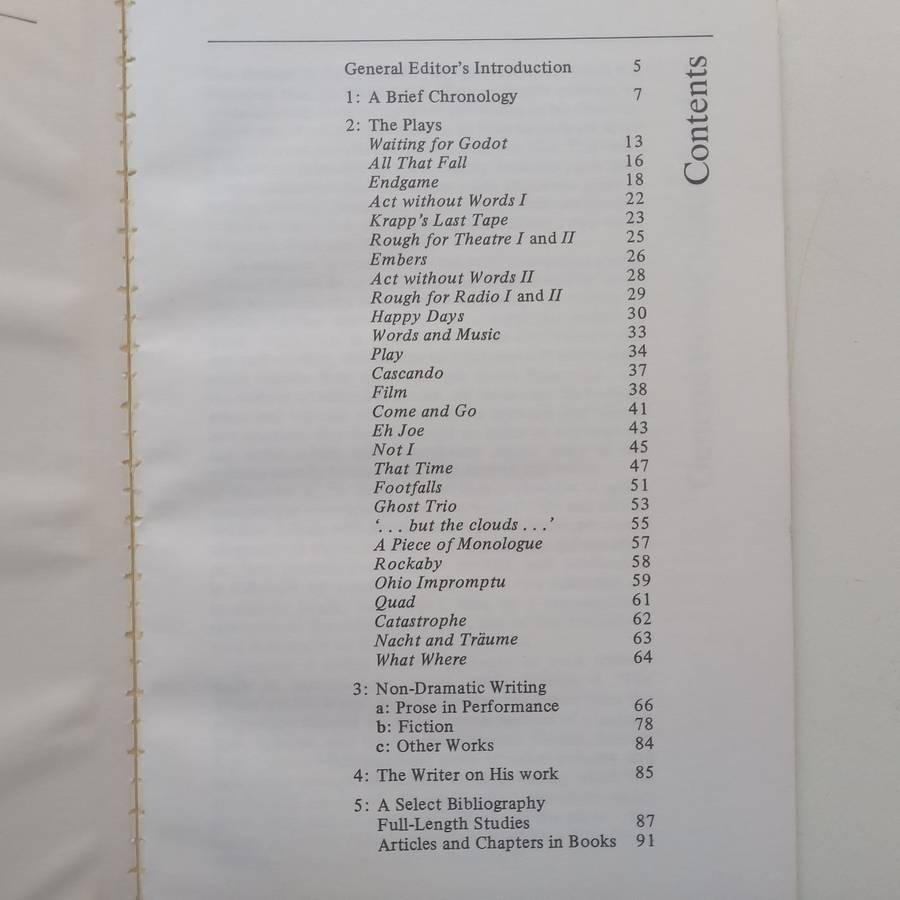 Contents
General Editor's Introduction 5
1: A Brief Chronology 7
2: The Plays
Waiting for Godot 13
All That Fall 16
Endgame 18
Act without Words I 22
Krapp's Last Tape 23
Rough for Theatre I and II 25
Embers 26
Act without Words II 28
Rough for Radio I and II 29
Happy Days 30
Words and Music 33
Play 34
Cascando 37
Film 38
Come and Go 41
Eh Joe 43
Not I 45
That Time 47
Footfalls 51
Ghost Trio 53
'. . . but the clouds . . .' 55
A Piece of Monologue 57
Rockaby 58
Ohio Impromptu 59
Quad 61
Catastrophe 62
Nacht und Träume 63
What Where 64
3: Non-Dramatic Writing
a: Prose in Performance 66
b: Fiction 78
c: Other Works 84
4: The Writer on His work 85
5: A Select Bibliography
Full-Length Studies 87
Articles and Chapters in Books 91